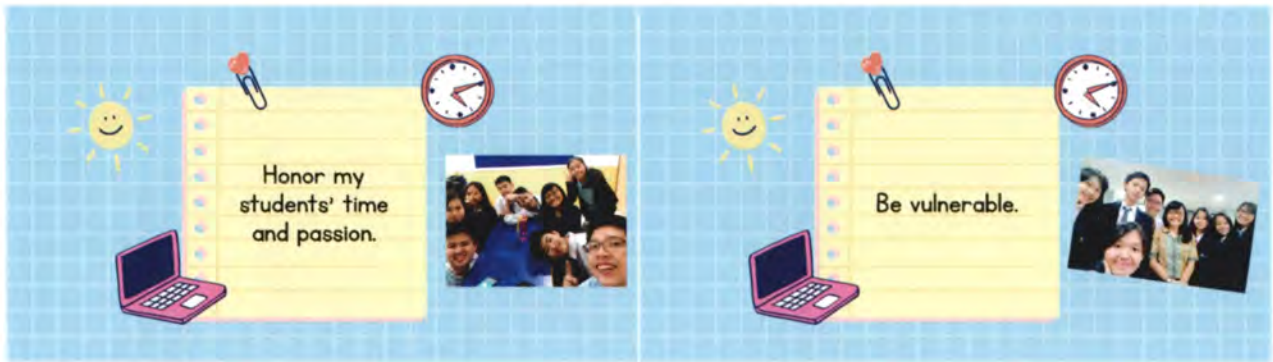 Honor my
students' time
and passion.
Be vulnerable.